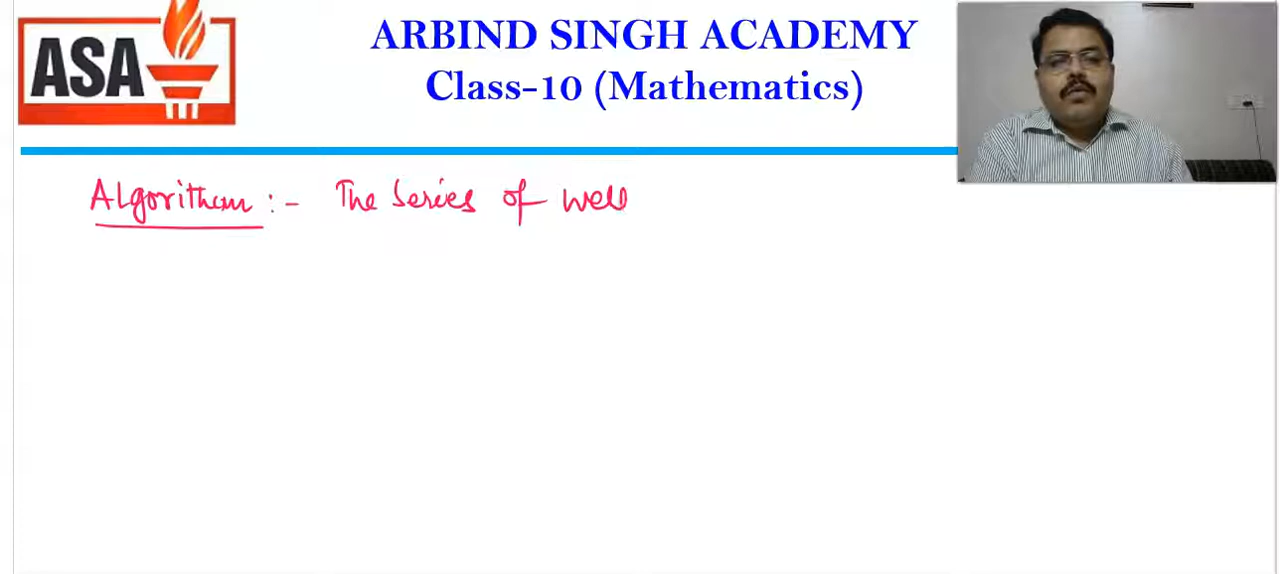 ASA
ARBIND SINGH ACADEMY
Class-10 (Mathematics)
Algorithm :- The Series of well